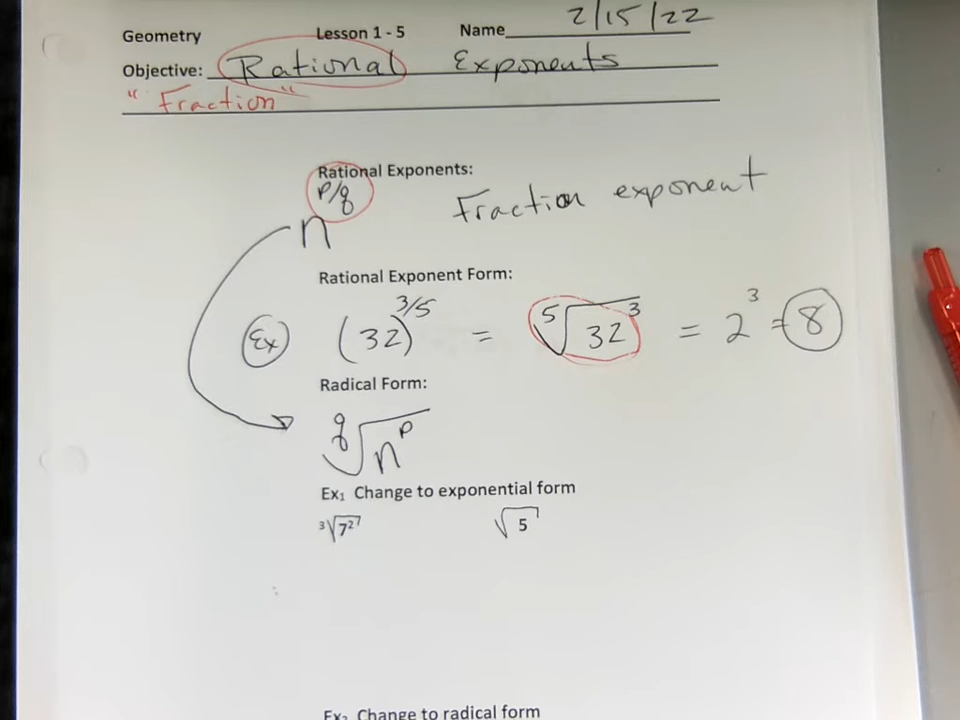 Geometry Lesson 1 - 5 Name 2/15/22
Objective: Rational Exponents
"Fraction"
Rational Exponents:
n^(p/q) Fraction exponent
Rational Exponent Form:
Ex (32)^(3/5) = ⁵√32³ = 2³ = 8
Radical Form:
q√n^p
Ex₁ Change to exponential form
³√7² √5
Ex₂ Change to radical form